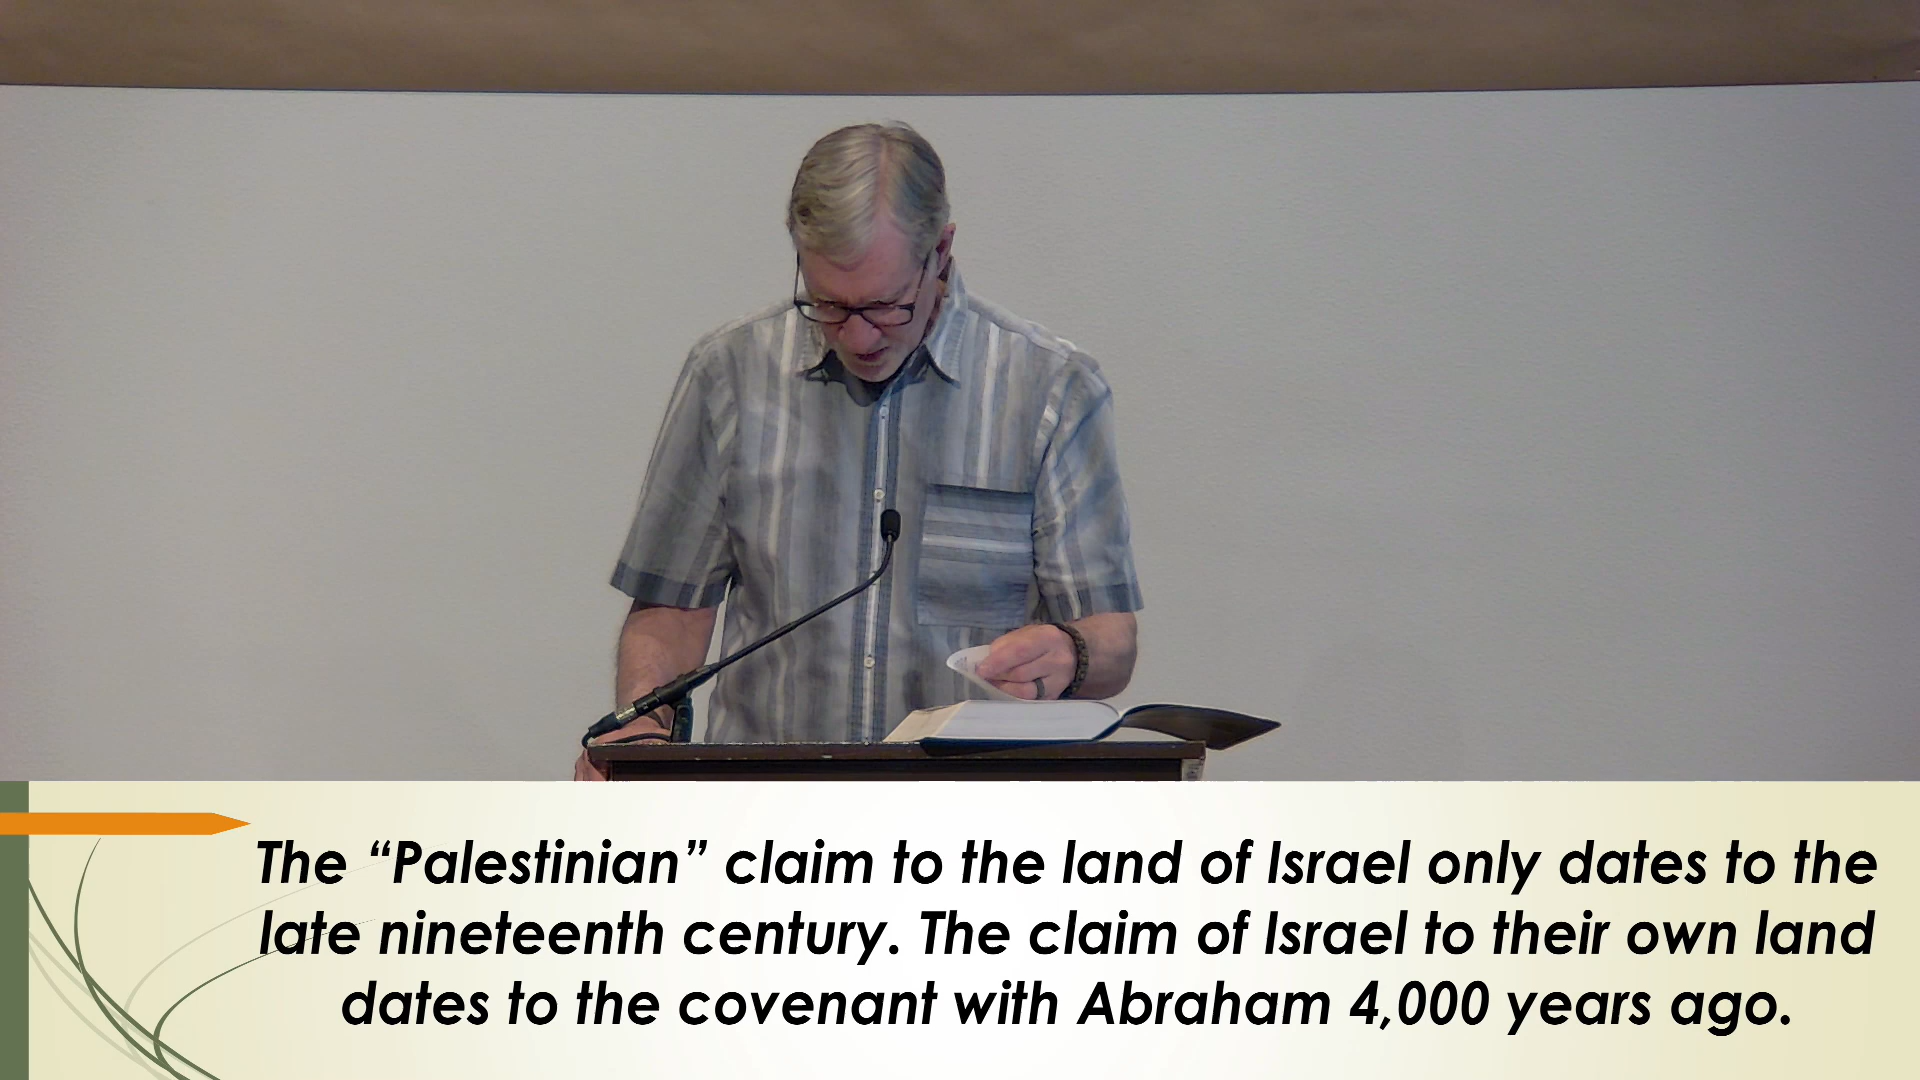 The “Palestinian” claim to the land of Israel only dates to the
late nineteenth century. The claim of Israel to their own land
dates to the covenant with Abraham 4,000 years ago.